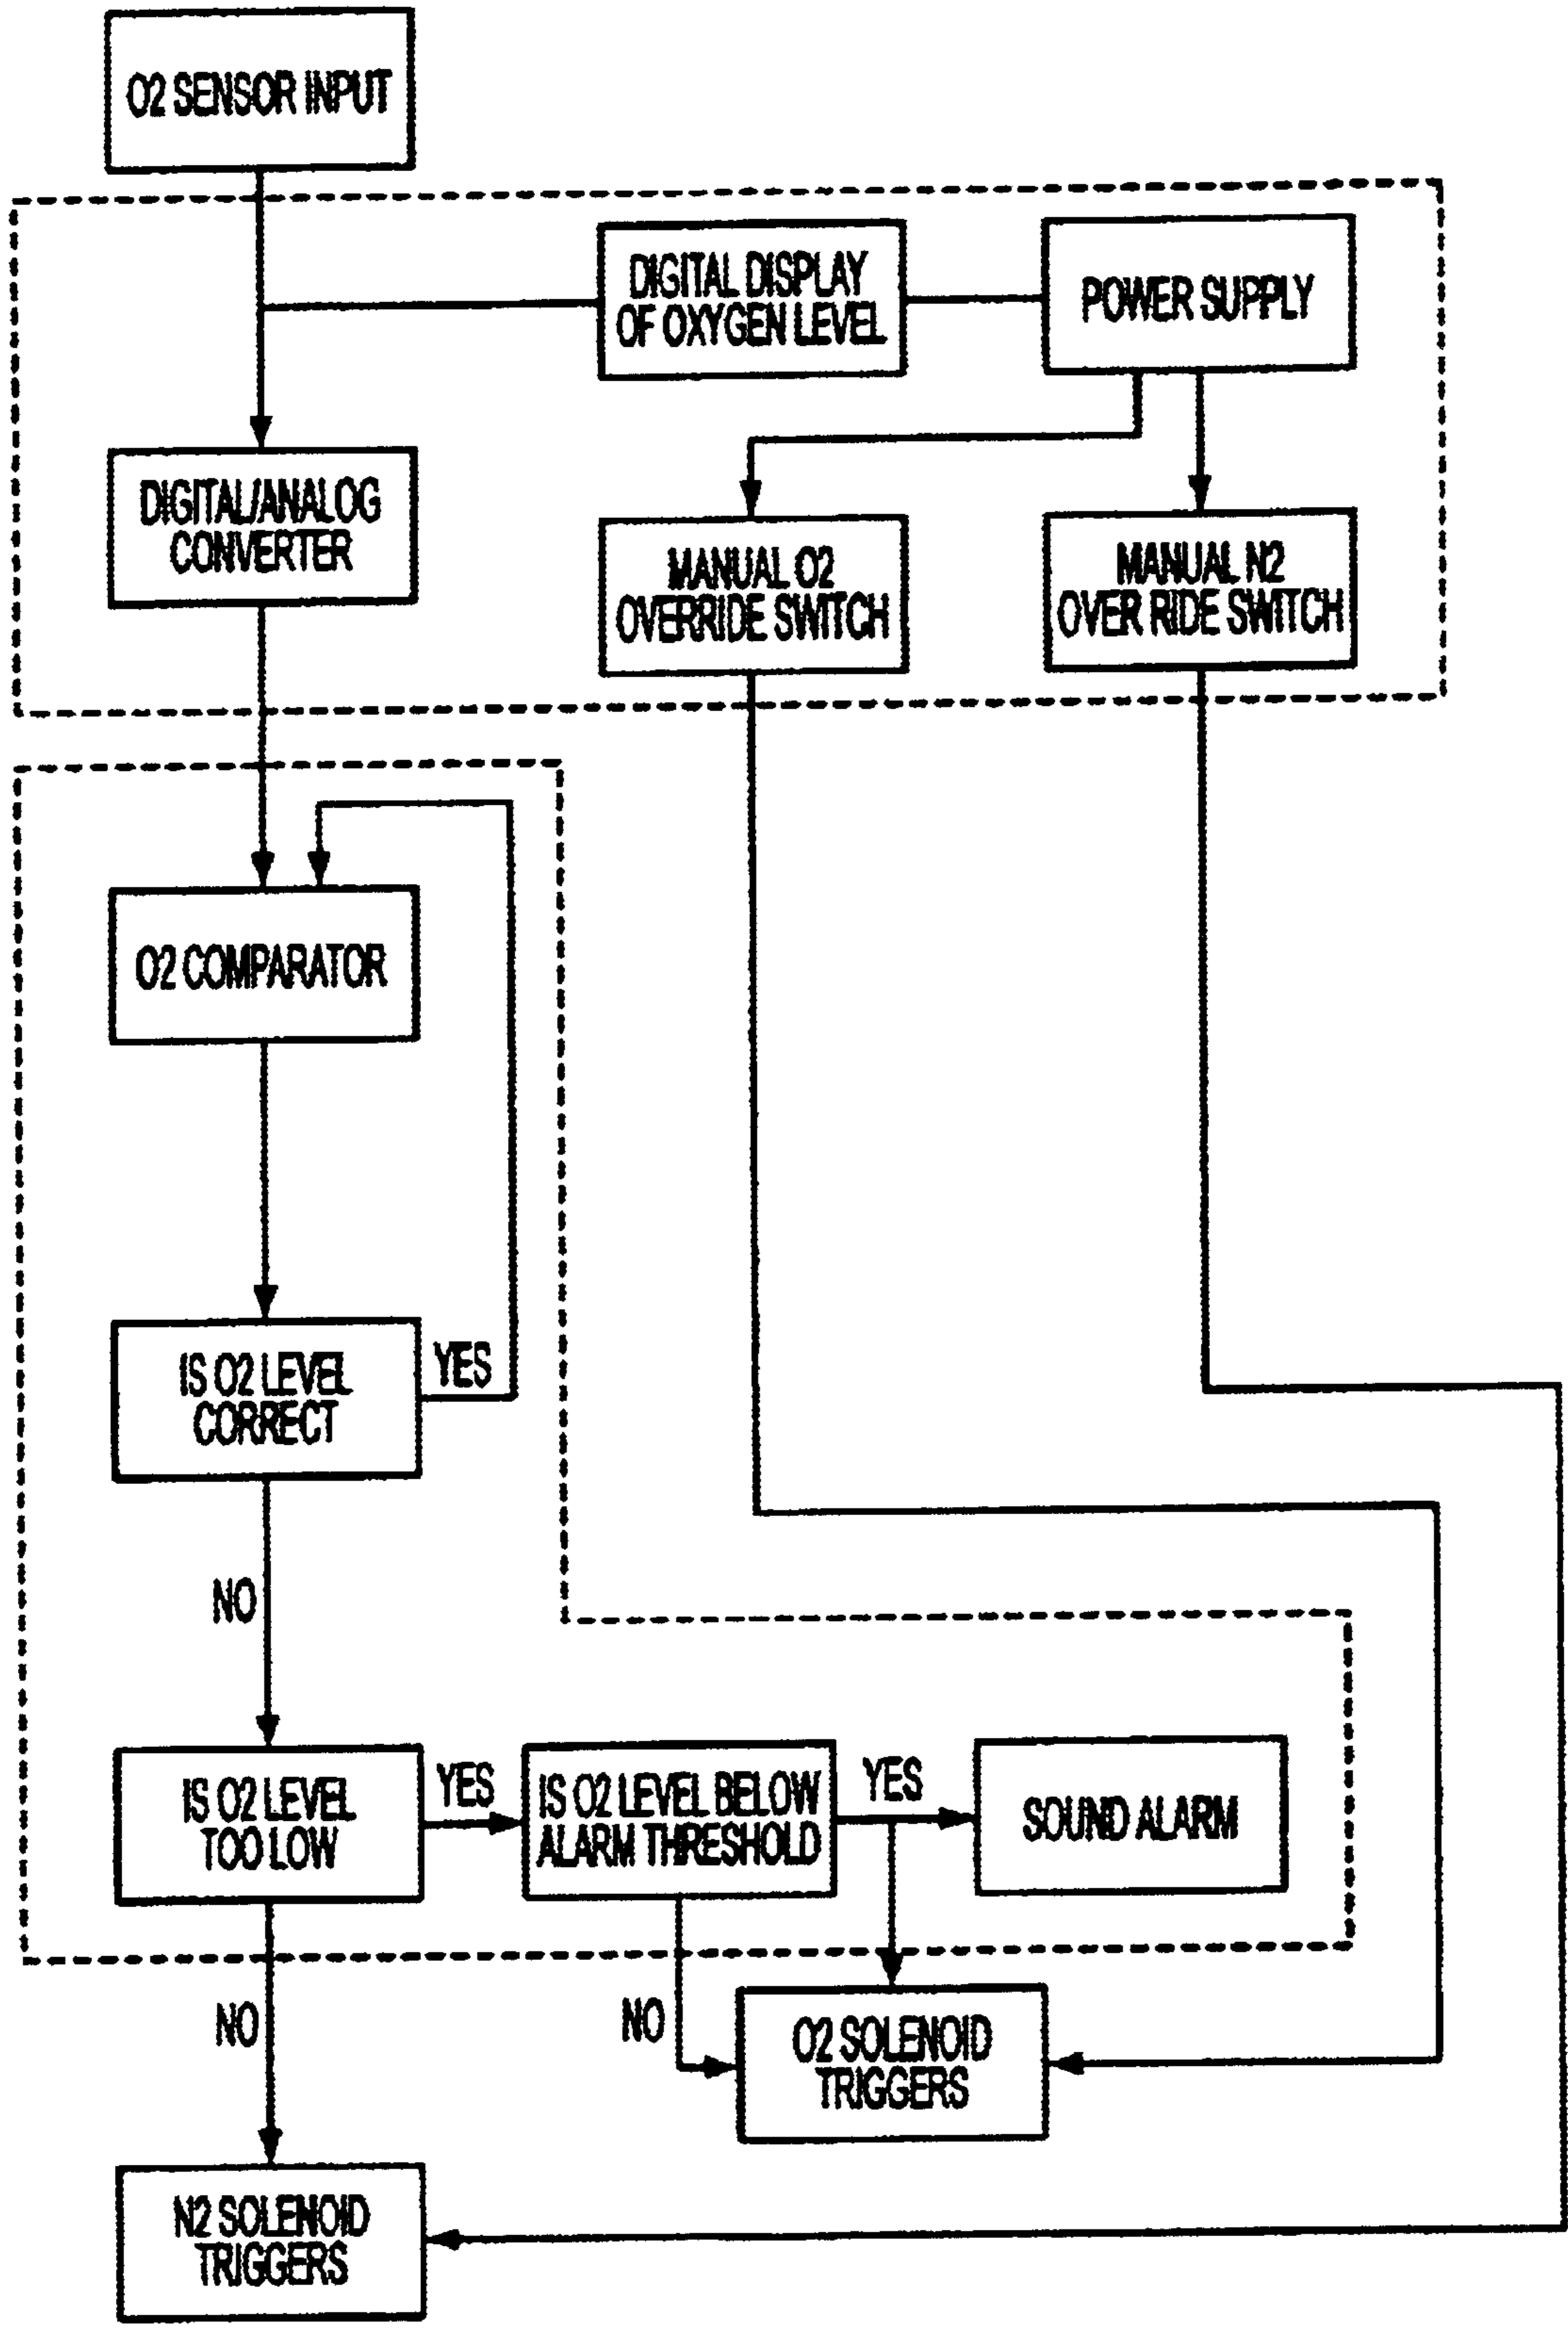 O2 SENSOR INPUT
DIGITAL DISPLAY
OF OXYGEN LEVEL
POWER SUPPLY
DIGITAL/ANALOG
CONVERTER
MANUAL O2
OVERRIDE SWITCH
MANUAL N2
OVER RIDE SWITCH
O2 COMPARATOR
IS O2 LEVEL
CORRECT
YES
NO
IS O2 LEVEL
TOO LOW
YES
IS O2 LEVEL BELOW
ALARM THRESHOLD
YES
SOUND ALARM
NO
NO
O2 SOLENOID
TRIGGERS
N2 SOLENOID
TRIGGERS